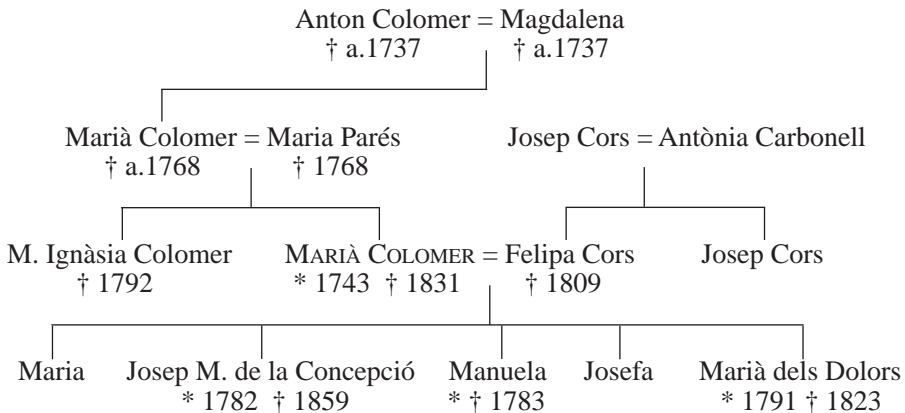 Anton Colomer = Magdalena
† a.1737 † a.1737
Marià Colomer = Maria Parés Josep Cors = Antònia Carbonell
† a.1768 † 1768
M. Ignàsia Colomer MARIÀ COLOMER = Felipa Cors Josep Cors
† 1792 * 1743 † 1831 † 1809
Maria Josep M. de la Concepció Manuela Josefa Marià dels Dolors
* 1782 † 1859 * † 1783 * 1791 † 1823